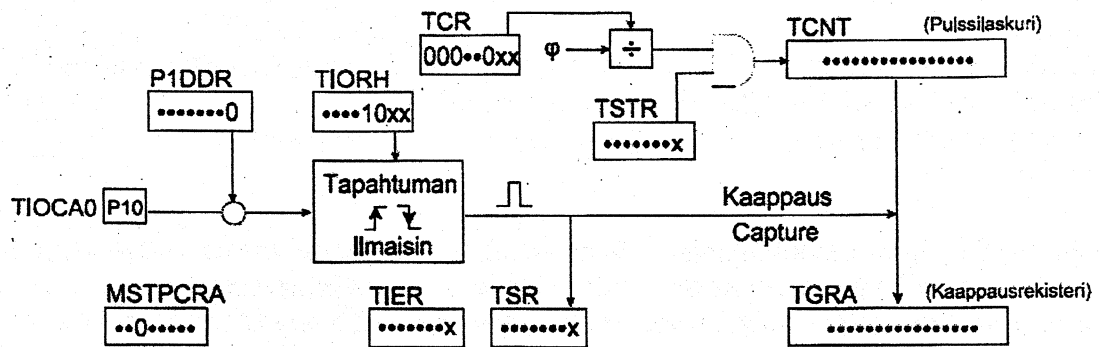 TCR
TCNT (Pulssilaskuri)
000••0xx
φ
÷
••••••••••••••••
P1DDR
TIORH
•••••••0
••••10xx
TSTR
•••••••x
Tapahtuman
Ilmaisin
TIOCA0 P10
Kaappaus
Capture
MSTPCRA
TIER
TSR
TGRA (Kaappausrekisteri)
••0•••••
•••••••x
•••••••x
••••••••••••••••